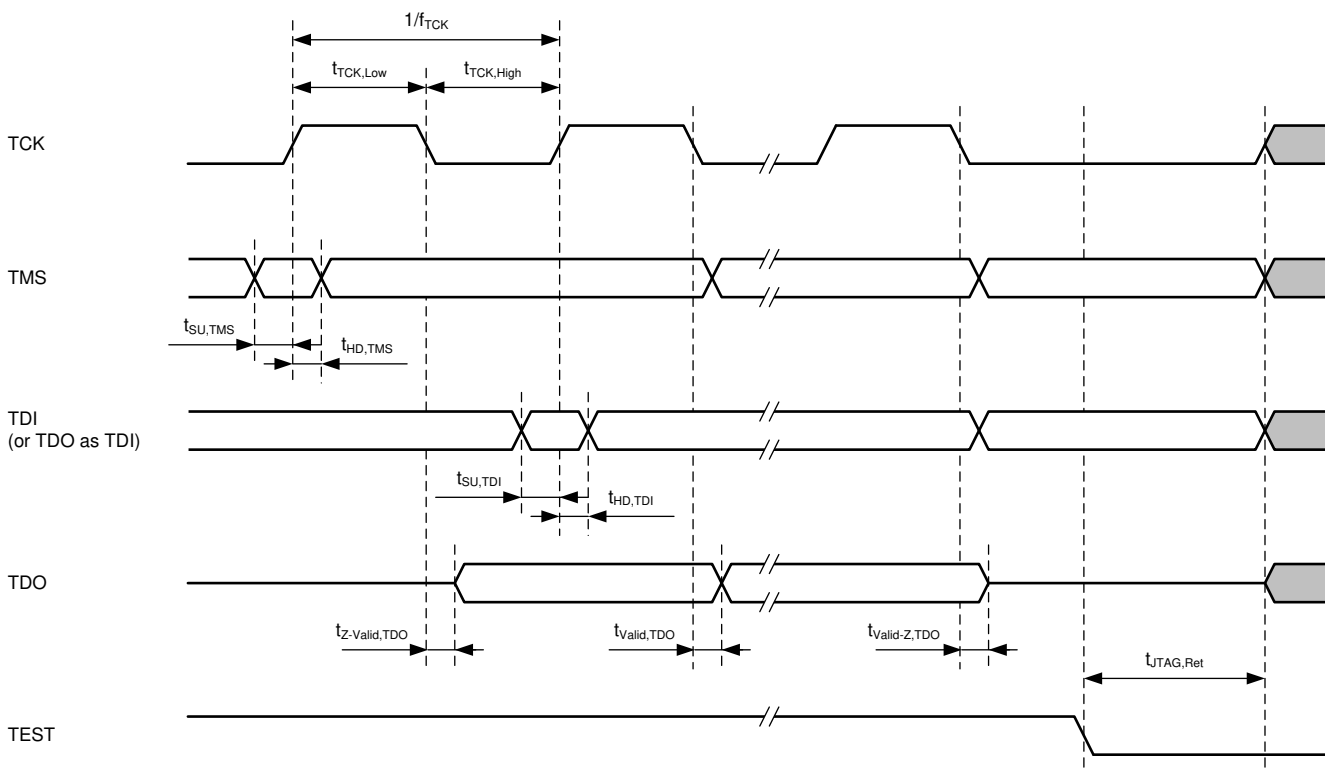 1/fTCK
tTCK,Low
tTCK,High
TCK
TMS
tSU,TMS
tHD,TMS
TDI
(or TDO as TDI)
tSU,TDI
tHD,TDI
TDO
tZ-Valid,TDO
tValid,TDO
tValid-Z,TDO
tJTAG,Ret
TEST